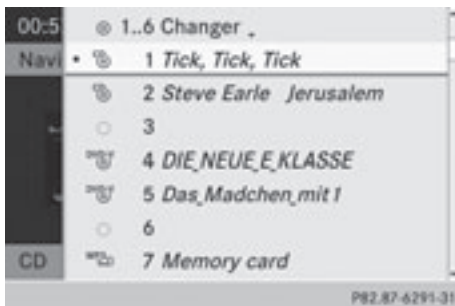 00:5
1..6 Changer
Navi
1 Tick, Tick, Tick
2 Steve Earle Jerusalem
3
4 DIE_NEUE_E_KLASSE
5 Das_Madchen_mit1
6
CD
7 Memory card
P82.87-6291-31